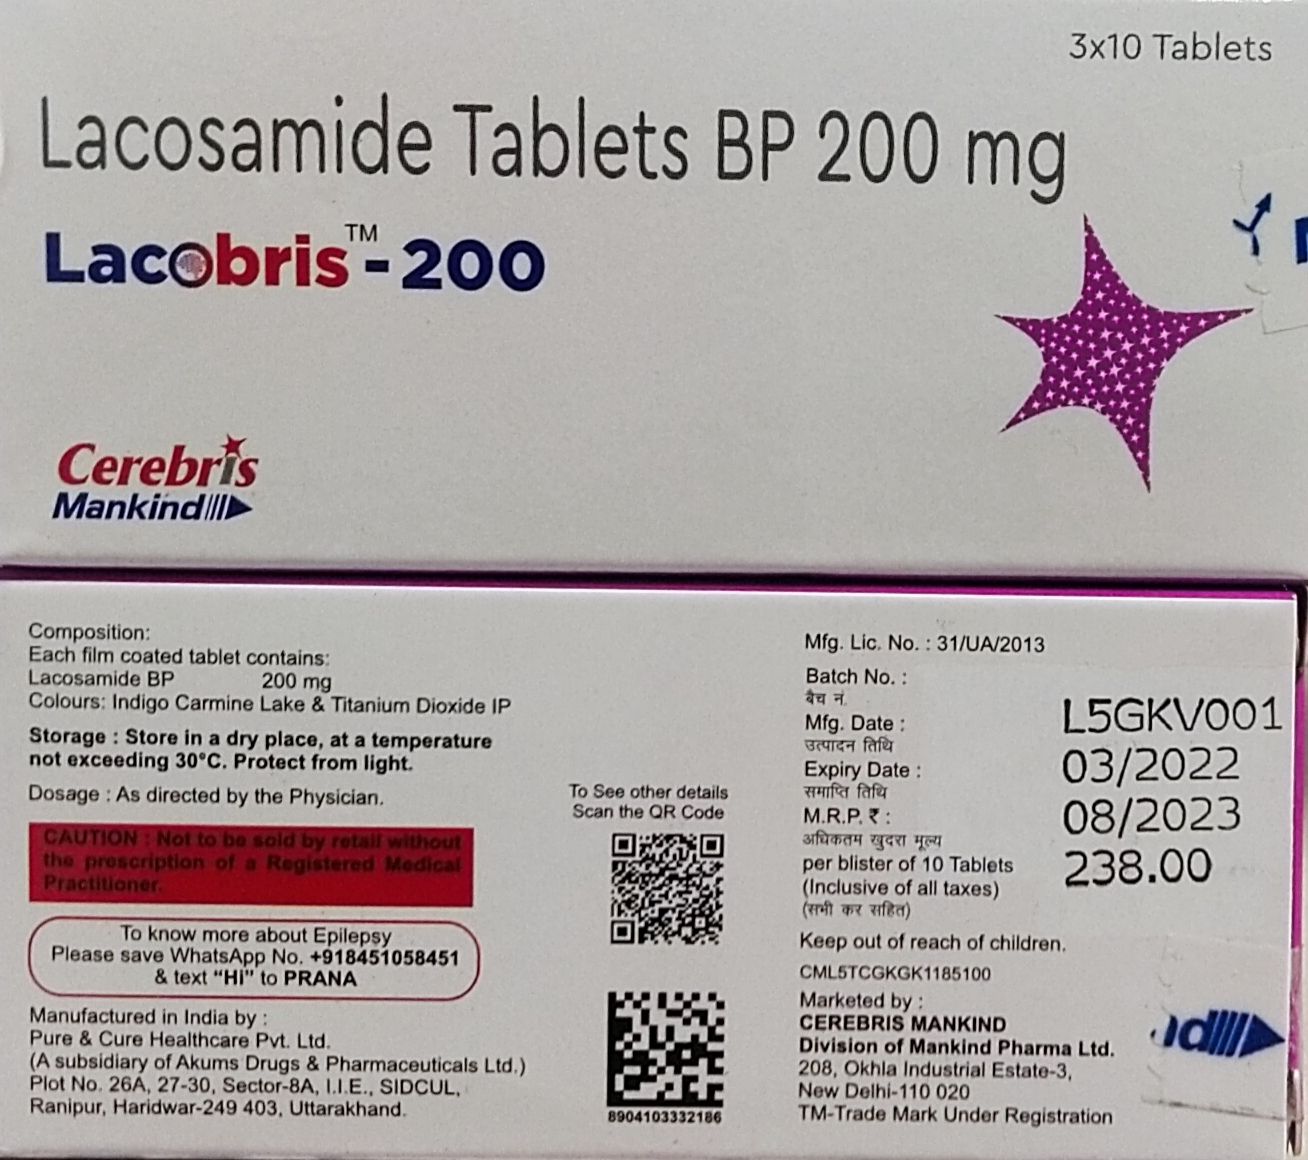 3x10 Tablets
Lacosamide Tablets BP 200 mg
Lacobris™-200
Cerebris
Mankind
Composition:
Each film coated tablet contains:
Lacosamide BP 200 mg
Colours: Indigo Carmine Lake & Titanium Dioxide IP
Storage : Store in a dry place, at a temperature
not exceeding 30°C. Protect from light.
Dosage : As directed by the Physician.
CAUTION : Not to be sold by retail without
the prescription of a Registered Medical
Practitioner.
To know more about Epilepsy
Please save WhatsApp No. +918451058451
& text "Hi" to PRANA
Manufactured in India by :
Pure & Cure Healthcare Pvt. Ltd.
(A subsidiary of Akums Drugs & Pharmaceuticals Ltd.)
Plot No. 26A, 27-30, Sector-8A, I.I.E., SIDCUL,
Ranipur, Haridwar-249 403, Uttarakhand.
To See other details
Scan the QR Code
8904103332186
Mfg. Lic. No. : 31/UA/2013
Batch No. :
बैच नं.
L5GKV001
Mfg. Date :
उत्पादन तिथि
03/2022
Expiry Date :
समाप्ति तिथि
08/2023
M.R.P. ₹ :
अधिकतम खुदरा मूल्य
238.00
per blister of 10 Tablets
(Inclusive of all taxes)
(सभी कर सहित)
Keep out of reach of children.
CML5TCGKGK1185100
Marketed by :
CEREBRIS MANKIND
Division of Mankind Pharma Ltd.
208, Okhla Industrial Estate-3,
New Delhi-110 020
TM-Trade Mark Under Registration